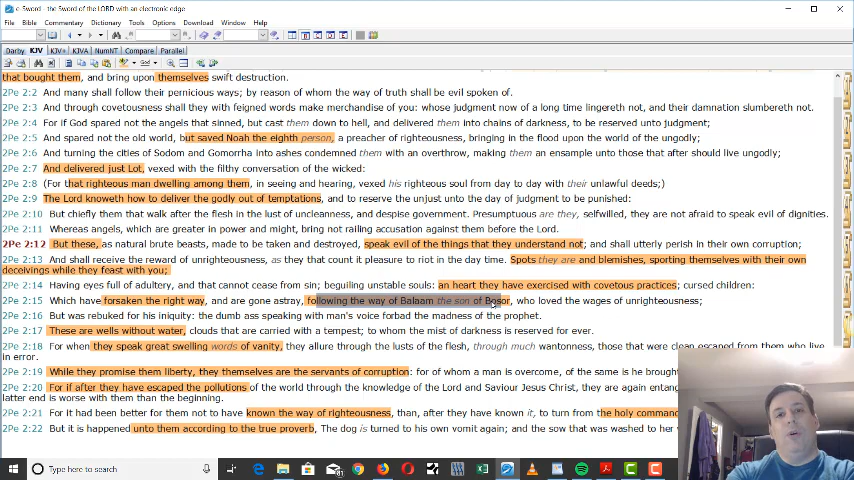 e-Sword - the Sword of the LORD with an electronic edge
File Bible Commentary Dictionary Tools Options Download Window Help
Darby KJV KJV+ KJVA NumNT Compare Parallel
that bought them, and bring upon themselves swift destruction.
2Pe 2:2 And many shall follow their pernicious ways; by reason of whom the way of truth shall be evil spoken of.
2Pe 2:3 And through covetousness shall they with feigned words make merchandise of you: whose judgment now of a long time lingereth not, and their damnation slumbereth not.
2Pe 2:4 For if God spared not the angels that sinned, but cast them down to hell, and delivered them into chains of darkness, to be reserved unto judgment;
2Pe 2:5 And spared not the old world, but saved Noah the eighth person, a preacher of righteousness, bringing in the flood upon the world of the ungodly;
2Pe 2:6 And turning the cities of Sodom and Gomorrha into ashes condemned them with an overthrow, making them an ensample unto those that after should live ungodly;
2Pe 2:7 And delivered just Lot, vexed with the filthy conversation of the wicked:
2Pe 2:8 (For that righteous man dwelling among them, in seeing and hearing, vexed his righteous soul from day to day with their unlawful deeds;)
2Pe 2:9 The Lord knoweth how to deliver the godly out of temptations, and to reserve the unjust unto the day of judgment to be punished:
2Pe 2:10 But chiefly them that walk after the flesh in the lust of uncleanness, and despise government. Presumptuous are they, selfwilled, they are not afraid to speak evil of dignities.
2Pe 2:11 Whereas angels, which are greater in power and might, bring not railing accusation against them before the Lord.
2Pe 2:12 But these, as natural brute beasts, made to be taken and destroyed, speak evil of the things that they understand not; and shall utterly perish in their own corruption;
2Pe 2:13 And shall receive the reward of unrighteousness, as they that count it pleasure to riot in the day time. Spots they are and blemishes, sporting themselves with their own
deceivings while they feast with you;
2Pe 2:14 Having eyes full of adultery, and that cannot cease from sin; beguiling unstable souls: an heart they have exercised with covetous practices; cursed children:
2Pe 2:15 Which have forsaken the right way, and are gone astray, following the way of Balaam the son of Bosor, who loved the wages of unrighteousness;
2Pe 2:16 But was rebuked for his iniquity: the dumb ass speaking with man's voice forbad the madness of the prophet.
2Pe 2:17 These are wells without water, clouds that are carried with a tempest; to whom the mist of darkness is reserved for ever.
2Pe 2:18 For when they speak great swelling words of vanity, they allure through the lusts of the flesh, through much wantonness, those that were clean escaped from them who live
in error.
2Pe 2:19 While they promise them liberty, they themselves are the servants of corruption: for of whom a man is overcome, of the same is he brought
2Pe 2:20 For if after they have escaped the pollutions of the world through the knowledge of the Lord and Saviour Jesus Christ, they are again entang
latter end is worse with them than the beginning.
2Pe 2:21 For it had been better for them not to have known the way of righteousness, than, after they have known it, to turn from the holy comman
2Pe 2:22 But it is happened unto them according to the true proverb, The dog is turned to his own vomit again; and the sow that was washed to her
Type here to search